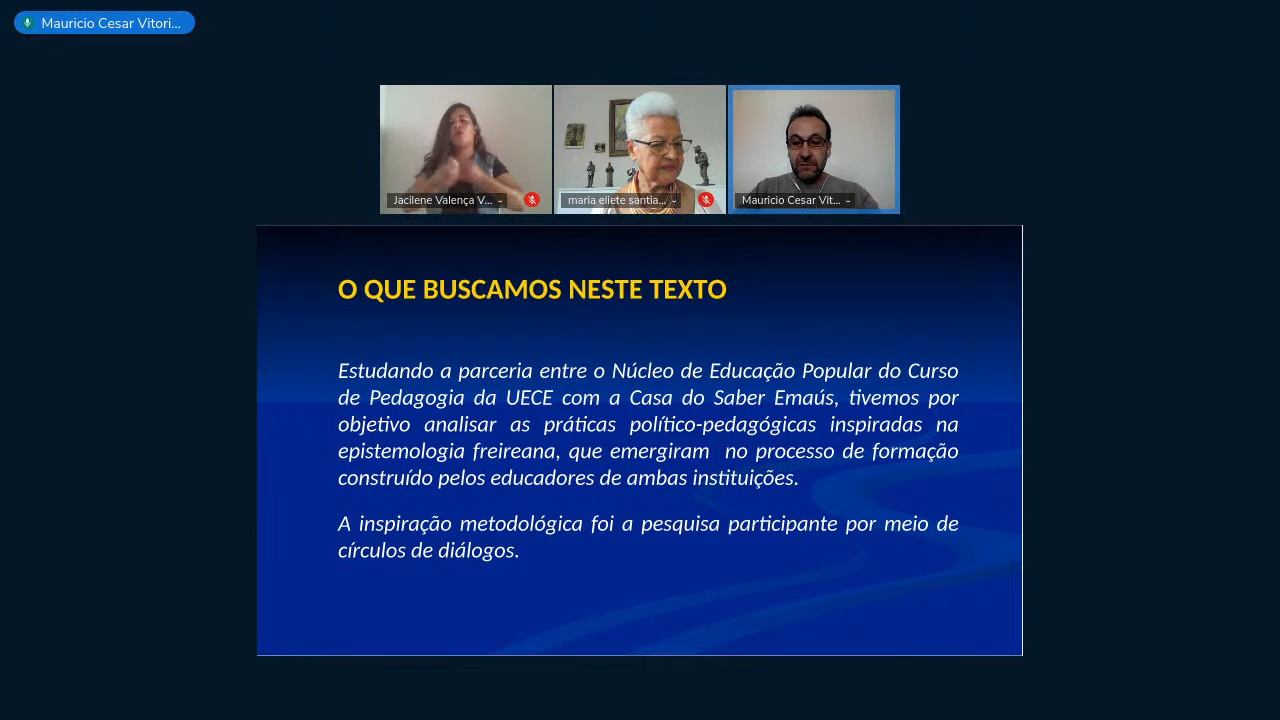 Mauricio Cesar Vitori...
Jacilene Valença V...
maria eliete santia...
Mauricio Cesar Vit...
O QUE BUSCAMOS NESTE TEXTO
Estudando a parceria entre o Núcleo de Educação Popular do Curso
de Pedagogia da UECE com a Casa do Saber Emaús, tivemos por
objetivo analisar as práticas político-pedagógicas inspiradas na
epistemologia freireana, que emergiram no processo de formação
construído pelos educadores de ambas instituições.
A inspiração metodológica foi a pesquisa participante por meio de
círculos de diálogos.